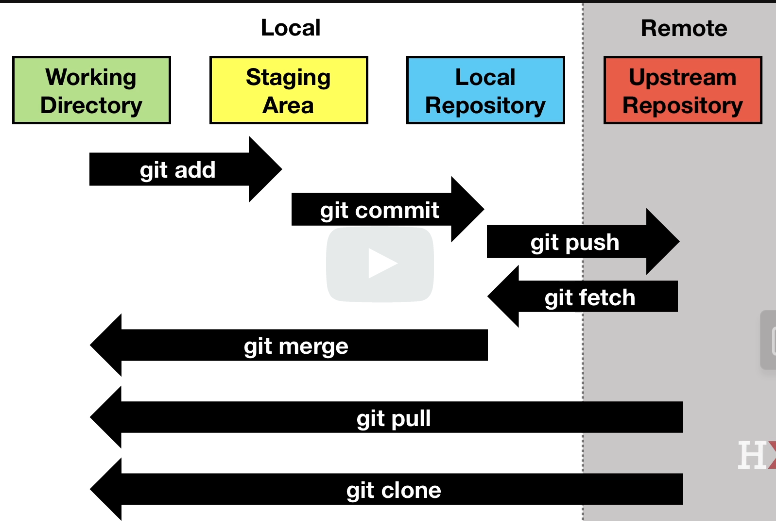 Local
Remote
Working
Directory
Staging
Area
Local
Repository
Upstream
Repository
git add
git commit
git push
git fetch
git merge
git pull
git clone
H